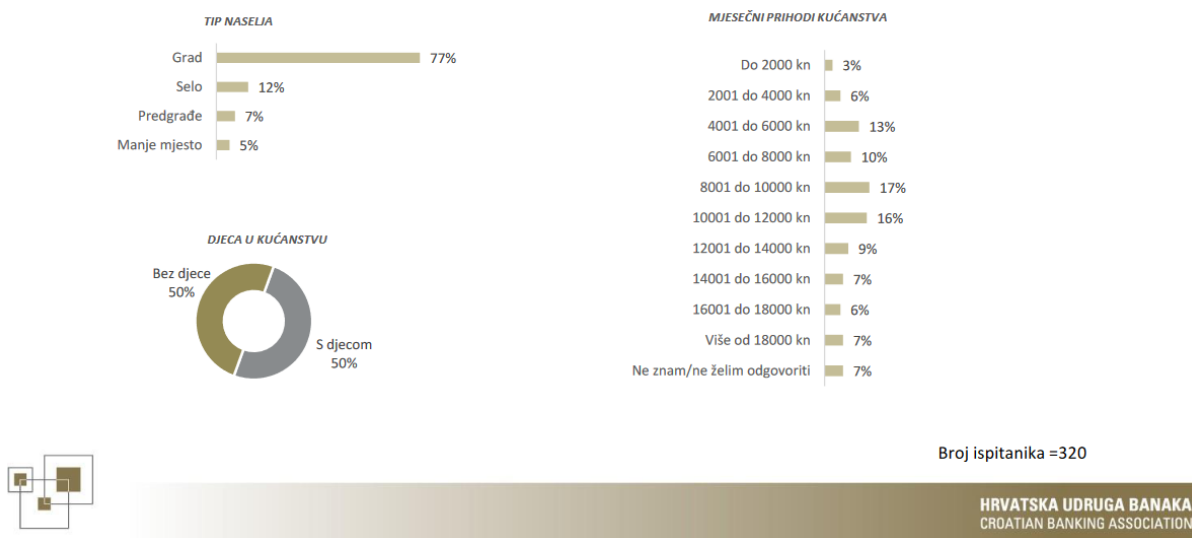 TIP NASELJA
Grad 77%
Selo 12%
Predgrađe 7%
Manje mjesto 5%
DJECA U KUĆANSTVU
Bez djece
50%
S djecom
50%
MJESEČNI PRIHODI KUĆANSTVA
Do 2000 kn 3%
2001 do 4000 kn 6%
4001 do 6000 kn 13%
6001 do 8000 kn 10%
8001 do 10000 kn 17%
10001 do 12000 kn 16%
12001 do 14000 kn 9%
14001 do 16000 kn 7%
16001 do 18000 kn 6%
Više od 18000 kn 7%
Ne znam/ne želim odgovoriti 7%
Broj ispitanika =320
HRVATSKA UDRUGA BANAKA
CROATIAN BANKING ASSOCIATION